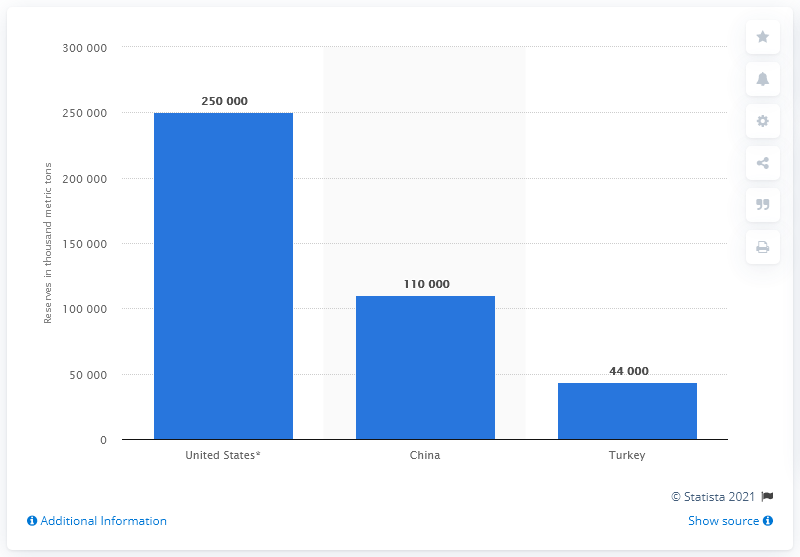 300 000
250 000
200 000
150 000
100 000
50 000
0
Reserves in thousand metric tons
250 000
110 000
44 000
United States*
China
Turkey
© Statista 2021
Additional Information
Show source